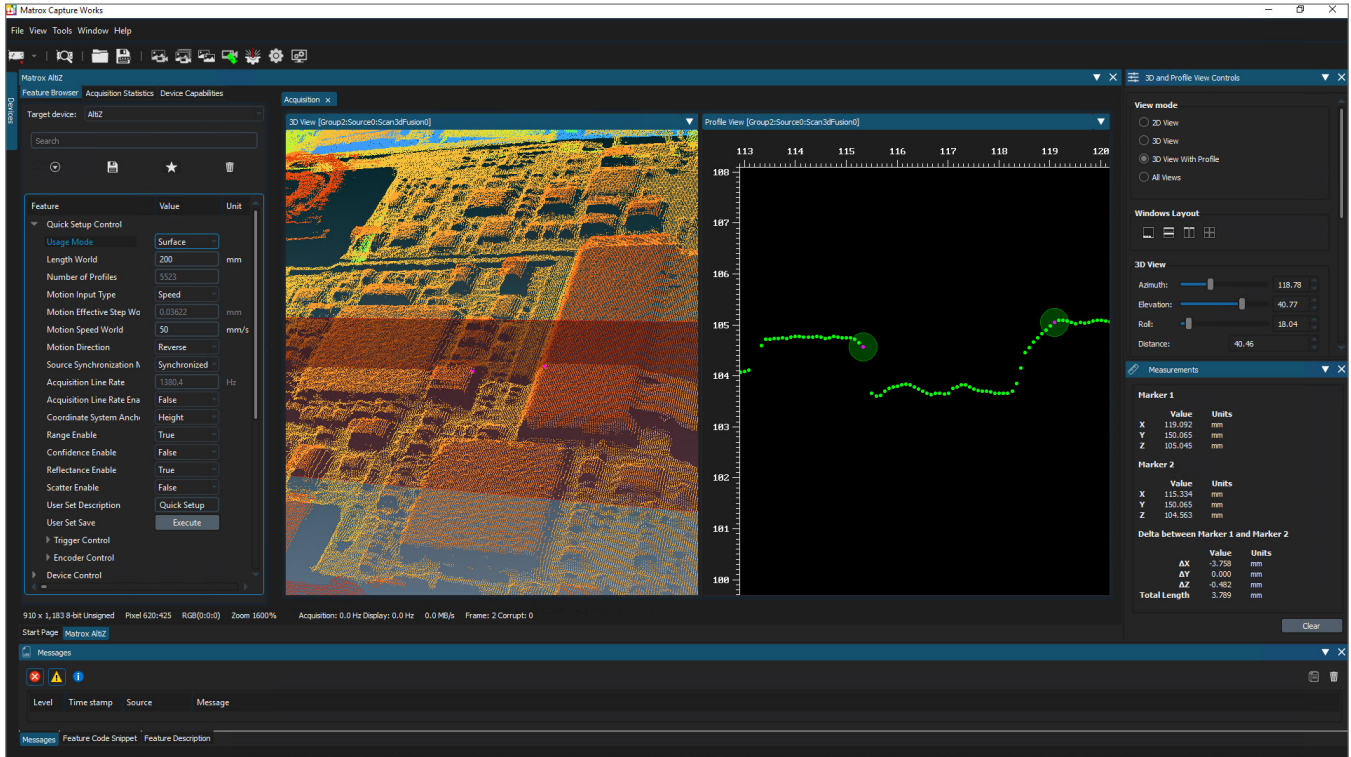 Matrox Capture Works
File View Tools Window Help
Devices
Matrox AltiZ
Feature Browser Acquisition Statistics Device Capabilities
Target device: AltiZ
Search
Feature Value Unit
Quick Setup Control
Usage Mode Surface
Length World 200 mm
Number of Profiles 5523
Motion Input Type Speed
Motion Effective Step Wo 0.03622 mm
Motion Speed World 50 mm/s
Motion Direction Reverse
Source Synchronization M Synchronized
Acquisition Line Rate 1380.4 Hz
Acquisition Line Rate Ena False
Coordinate System Ancho Height
Range Enable True
Confidence Enable False
Reflectance Enable True
Scatter Enable False
User Set Description Quick Setup
User Set Save Execute
Trigger Control
Encoder Control
Device Control
Acquisition
3D View [Group2:Source0:Scan3dFusion0]
Profile View [Group2:Source0:Scan3dFusion0]
113 114 115 116 117 118 119 120
108
107
106
105
104
103
102
101
100
3D and Profile View Controls
View mode
2D View
3D View
3D View With Profile
All Views
Windows Layout
3D View
Azimuth: 118.78
Elevation: 40.77
Roll: 18.04
Distance: 40.46
Measurements
Marker 1
Value Units
X 119.092 mm
Y 150.065 mm
Z 105.045 mm
Marker 2
Value Units
X 115.334 mm
Y 150.065 mm
Z 104.563 mm
Delta between Marker 1 and Marker 2
Value Units
ΔX -3.758 mm
ΔY 0.000 mm
ΔZ -0.482 mm
Total Length 3.789 mm
Clear
910 x 1,183 8-bit Unsigned Pixel 620:425 RGB(0:0:0) Zoom 1600% Acquisition: 0.0 Hz Display: 0.0 Hz 0.0 MB/s Frame: 2 Corrupt: 0
Start Page Matrox AltiZ
Messages
Level Time stamp Source Message
Messages Feature Code Snippet Feature Description